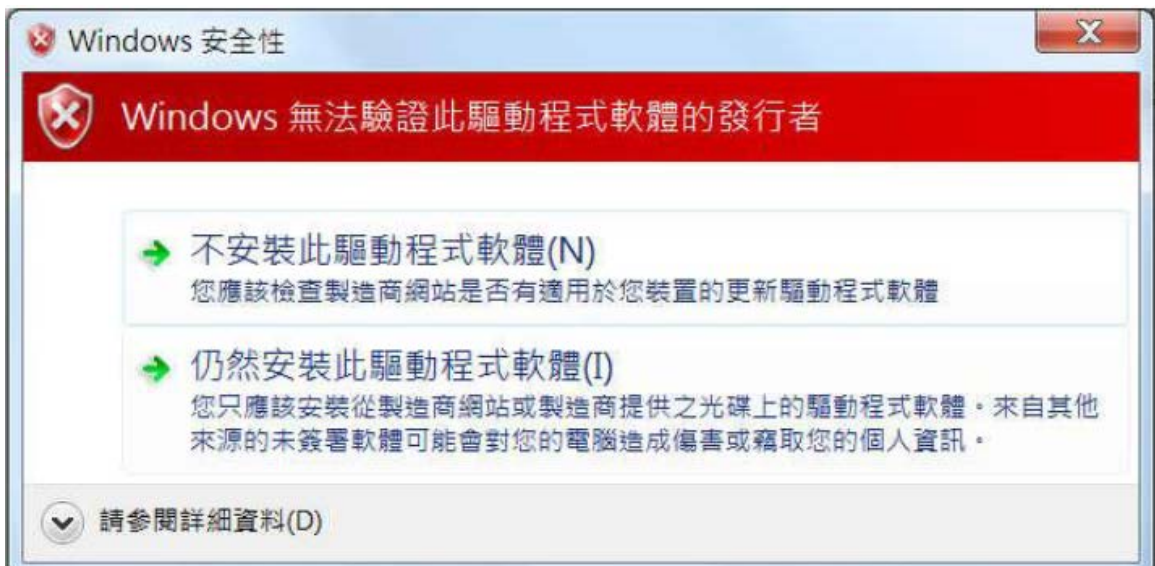 Windows 安全性
Windows 無法驗證此驅動程式軟體的發行者
不安裝此驅動程式軟體(N)
您應該檢查製造商網站是否有適用於您裝置的更新驅動程式軟體
仍然安裝此驅動程式軟體(I)
您只應該安裝從製造商網站或製造商提供之光碟上的驅動程式軟體。來自其他
來源的未簽署軟體可能會對您的電腦造成傷害或竊取您的個人資訊。
請參閱詳細資料(D)